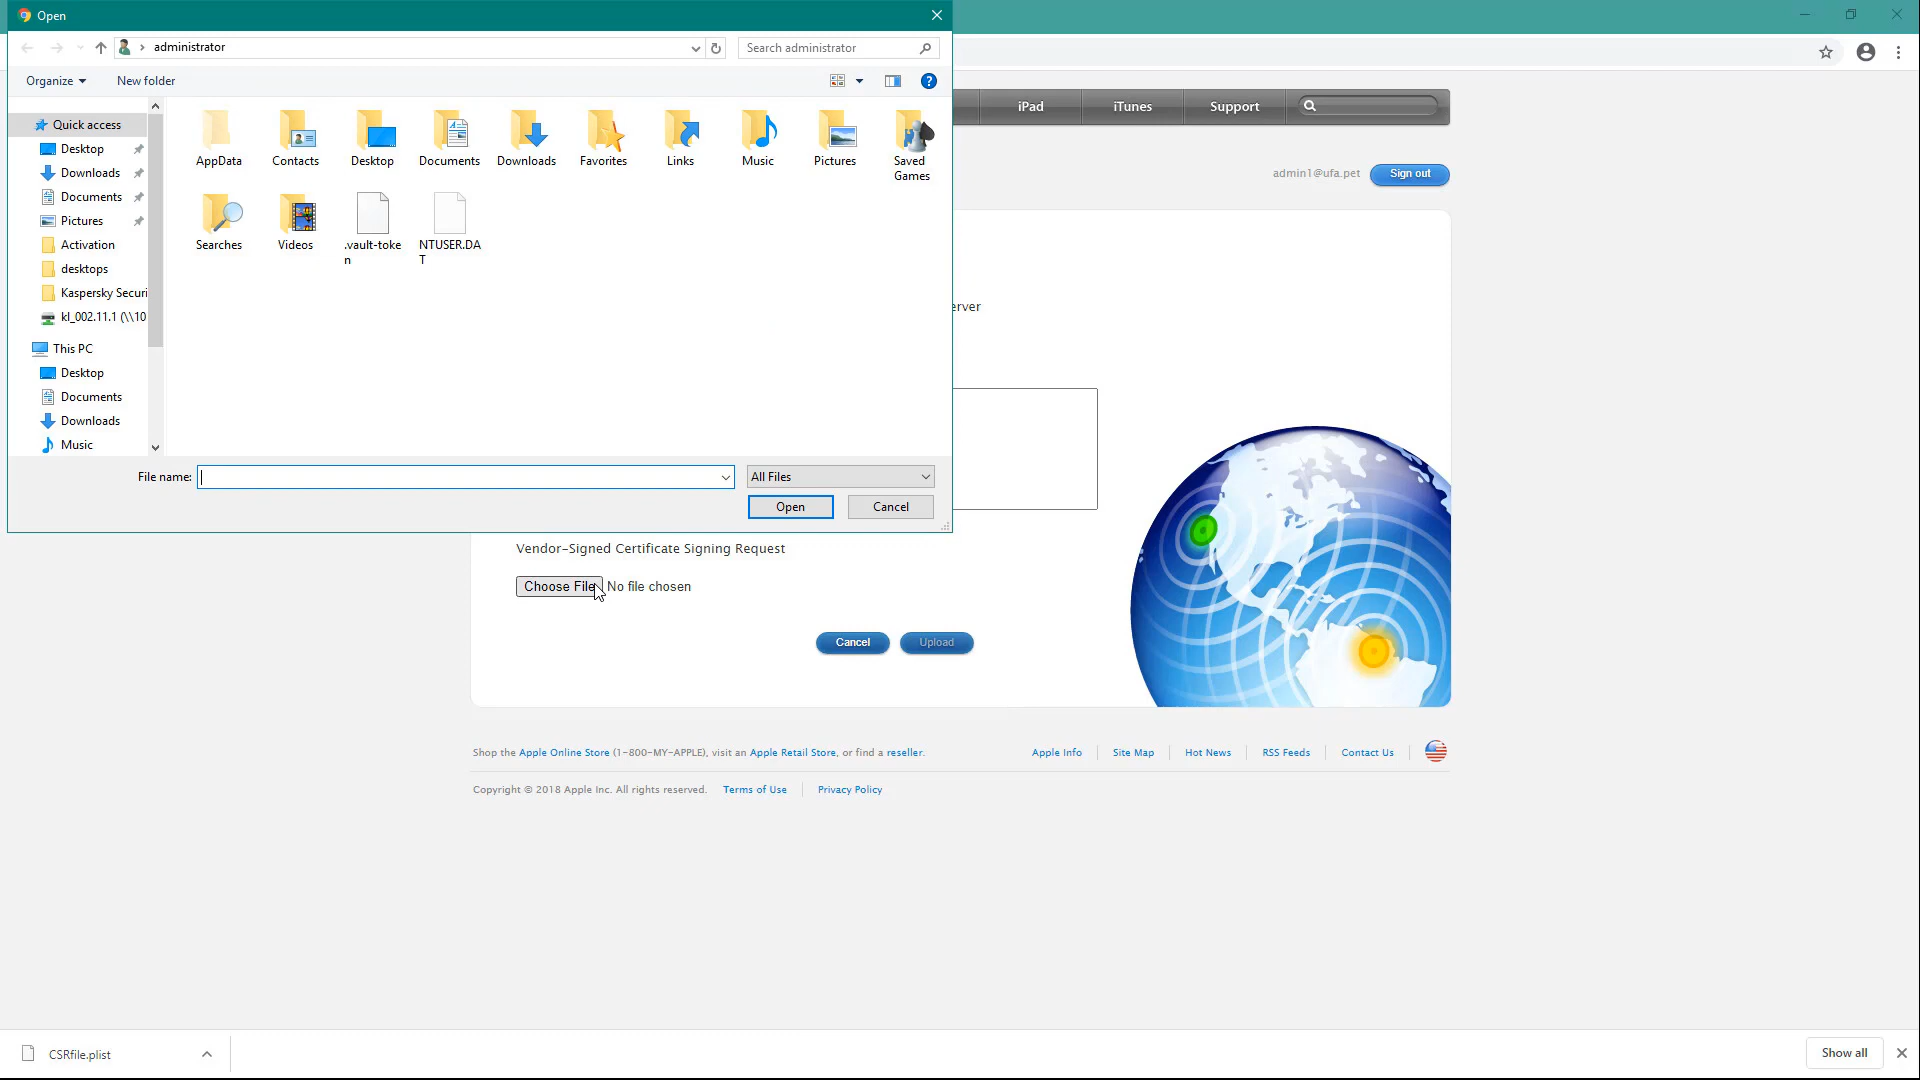 Open
administrator
Search administrator
Organize
New folder
Quick access
Desktop
Downloads
Documents
Pictures
Activation
desktops
Kaspersky Securi
kl_002.11.1 (\\10
This PC
Desktop
Documents
Downloads
Music
AppData
Contacts
Desktop
Documents
Downloads
Favorites
Links
Music
Pictures
Saved
Games
Searches
Videos
.vault-toke
n
NTUSER.DA
T
File name:
All Files
Open
Cancel
iPad
iTunes
Support
admin1@ufa.pet
Sign out
erver
Vendor-Signed Certificate Signing Request
Choose File
No file chosen
Cancel
Upload
Shop the Apple Online Store (1-800-MY-APPLE), visit an Apple Retail Store, or find a reseller.
Apple Info
Site Map
Hot News
RSS Feeds
Contact Us
Copyright © 2018 Apple Inc. All rights reserved.
Terms of Use
Privacy Policy
CSRfile.plist
Show all